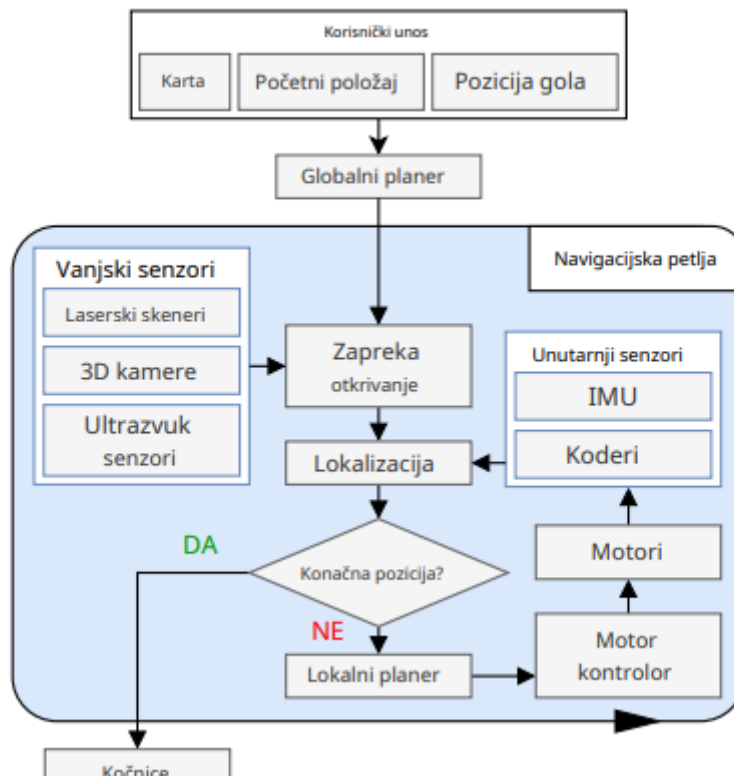 Korisnički unos
Karta
Početni položaj
Pozicija gola
Globalni planer
Navigacijska petlja
Vanjski senzori
Laserski skeneri
3D kamere
Ultrazvuk
senzori
Zapreka
otkrivanje
Unutarnji senzori
IMU
Koderi
Lokalizacija
DA
Konačna pozicija?
Motori
NE
Lokalni planer
Motor
kontrolor
Kočnice